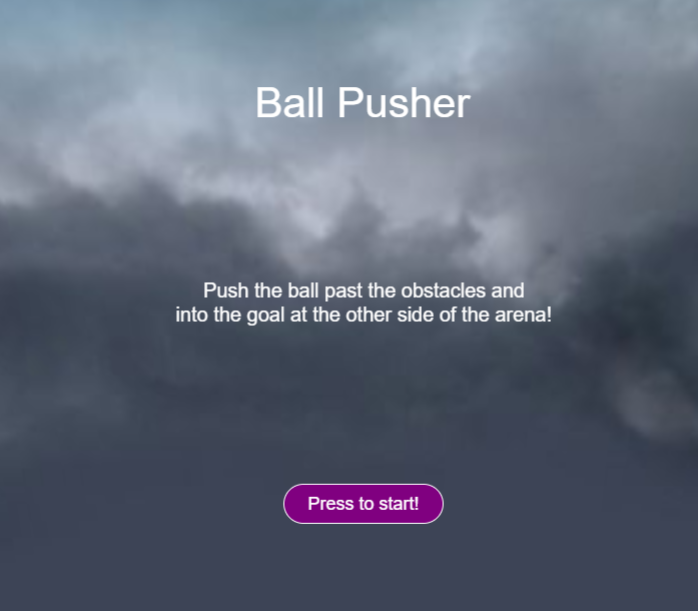 Ball Pusher
Push the ball past the obstacles and
into the goal at the other side of the arena!
Press to start!